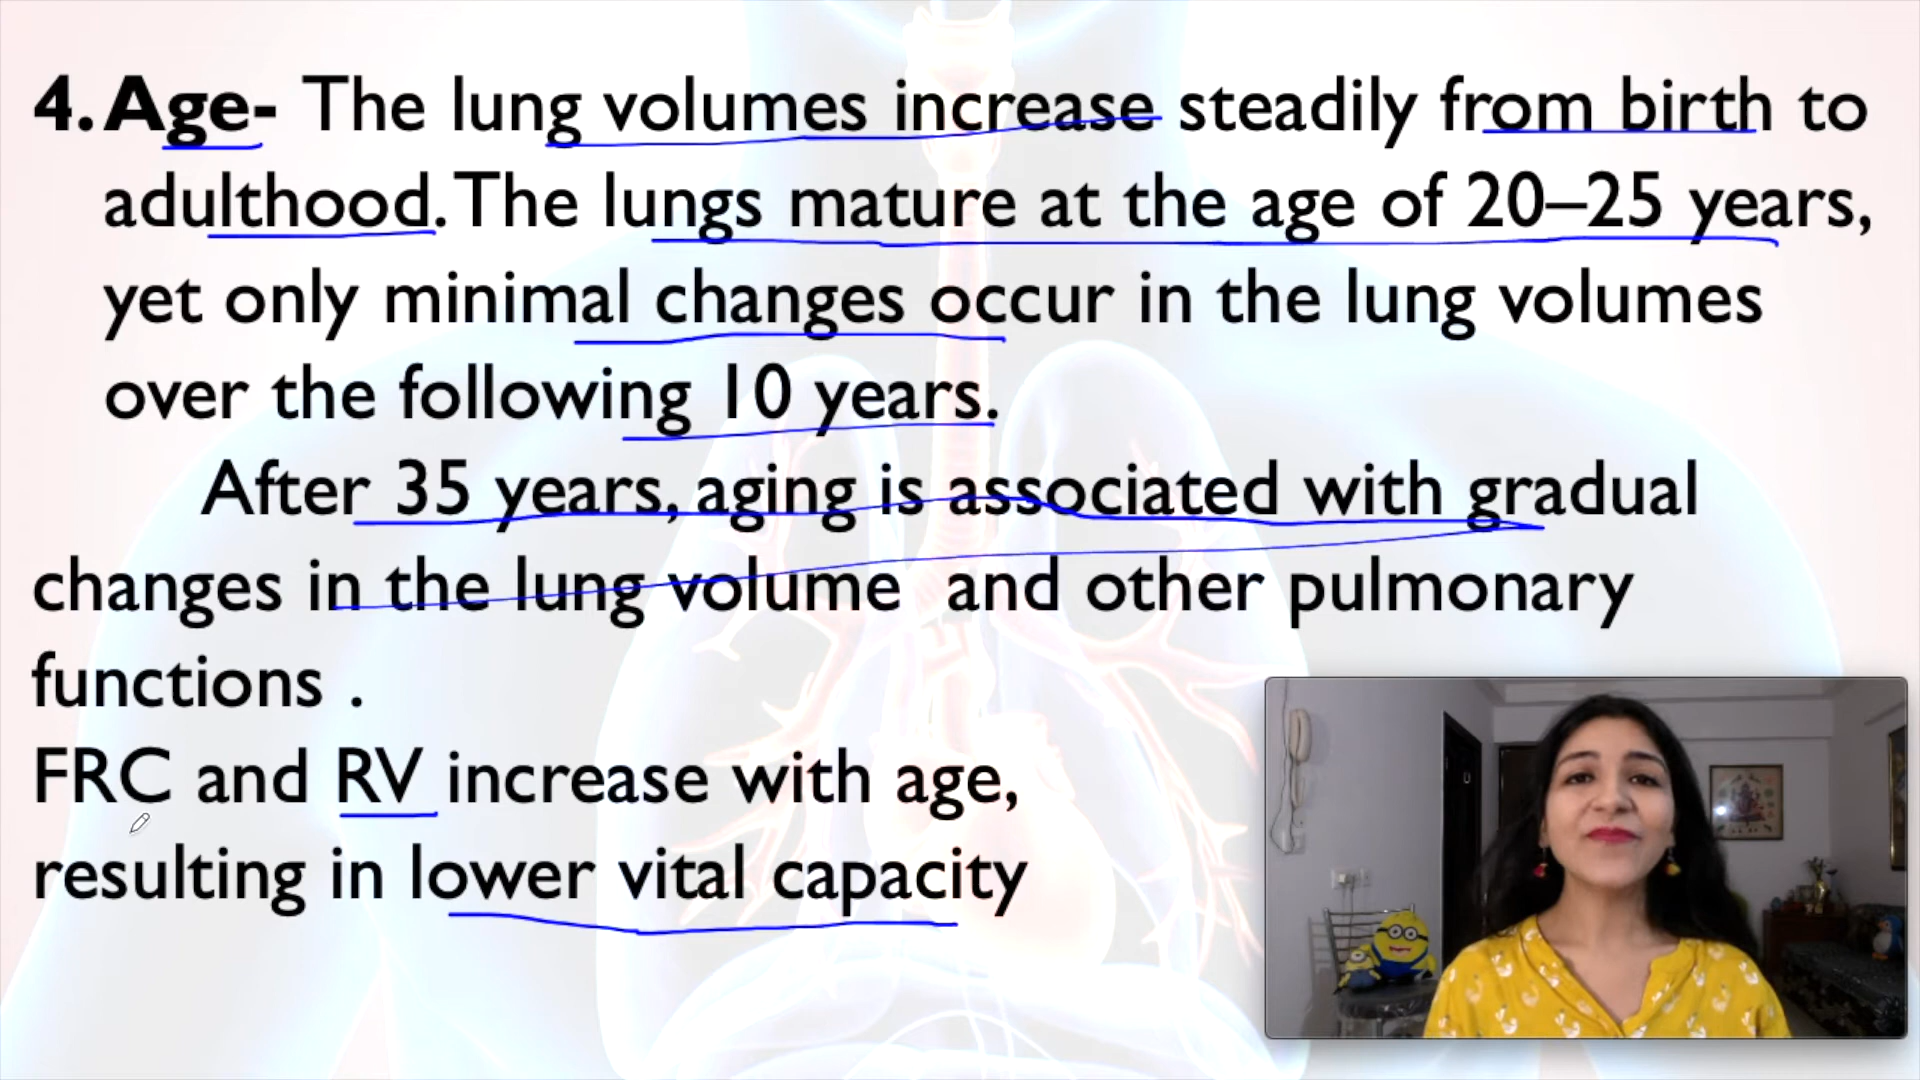 4. Age- The lung volumes increase steadily from birth to
adulthood. The lungs mature at the age of 20–25 years,
yet only minimal changes occur in the lung volumes
over the following 10 years.
After 35 years, aging is associated with gradual
changes in the lung volume and other pulmonary
functions .
FRC and RV increase with age,
resulting in lower vital capacity